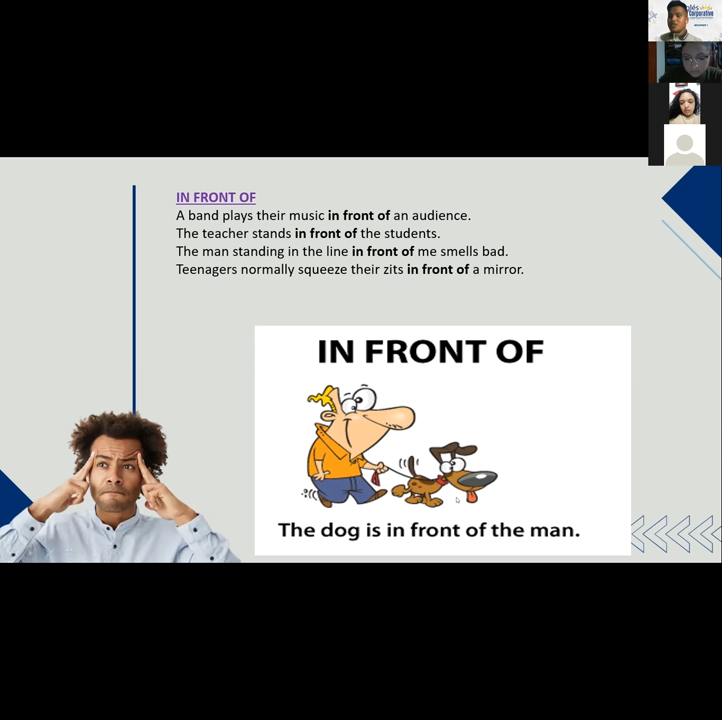 IN FRONT OF
A band plays their music in front of an audience.
The teacher stands in front of the students.
The man standing in the line in front of me smells bad.
Teenagers normally squeeze their zits in front of a mirror.
IN FRONT OF
The dog is in front of the man.
Corporativo